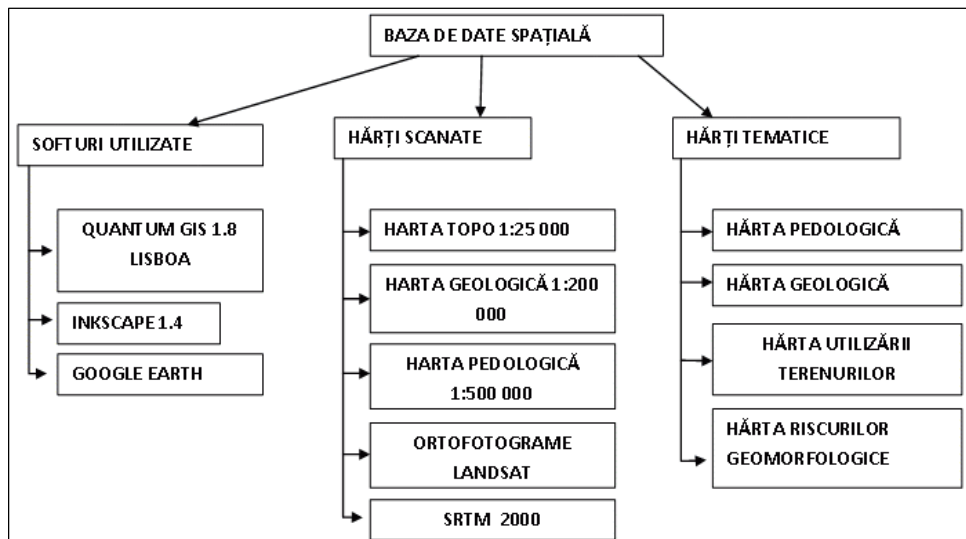 BAZA DE DATE SPAȚIALĂ
SOFTURI UTILIZATE
QUANTUM GIS 1.8
LISBOA
INKSCAPE 1.4
GOOGLE EARTH
HĂRȚI SCANATE
HARTA TOPO 1:25 000
HARTA GEOLOGICĂ 1:200
000
HARTA PEDOLOGICĂ
1:500 000
ORTOFOTOGRAME
LANDSAT
SRTM 2000
HĂRȚI TEMATICE
HĂRTA PEDOLOGICĂ
HĂRTA GEOLOGICĂ
HĂRTA UTILIZĂRII
TERENURILOR
HĂRTA RISCURILOR
GEOMORFOLOGICE